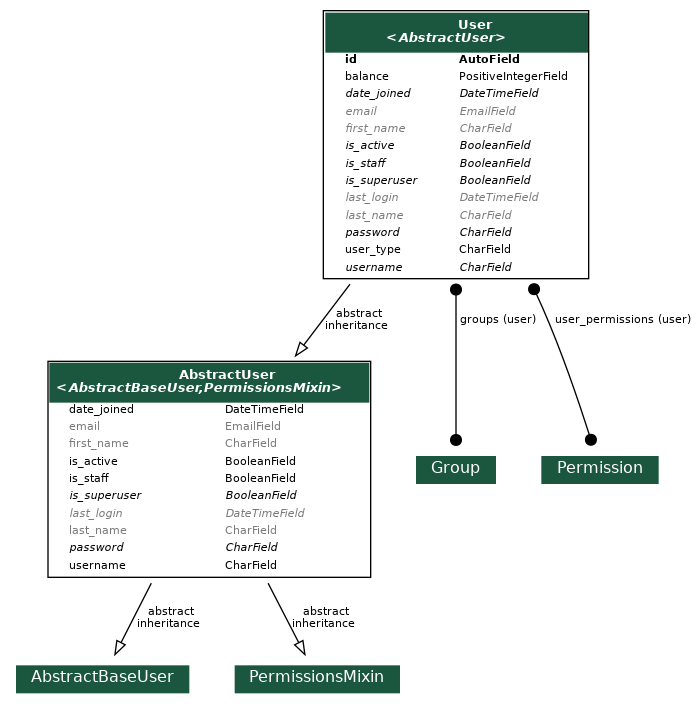 User
<AbstractUser>
id AutoField
balance PositiveIntegerField
date_joined DateTimeField
email EmailField
first_name CharField
is_active BooleanField
is_staff BooleanField
is_superuser BooleanField
last_login DateTimeField
last_name CharField
password CharField
user_type CharField
username CharField
abstract
inheritance
groups (user)
user_permissions (user)
AbstractUser
<AbstractBaseUser,PermissionsMixin>
date_joined DateTimeField
email EmailField
first_name CharField
is_active BooleanField
is_staff BooleanField
is_superuser BooleanField
last_login DateTimeField
last_name CharField
password CharField
username CharField
Group
Permission
abstract
inheritance
abstract
inheritance
AbstractBaseUser
PermissionsMixin